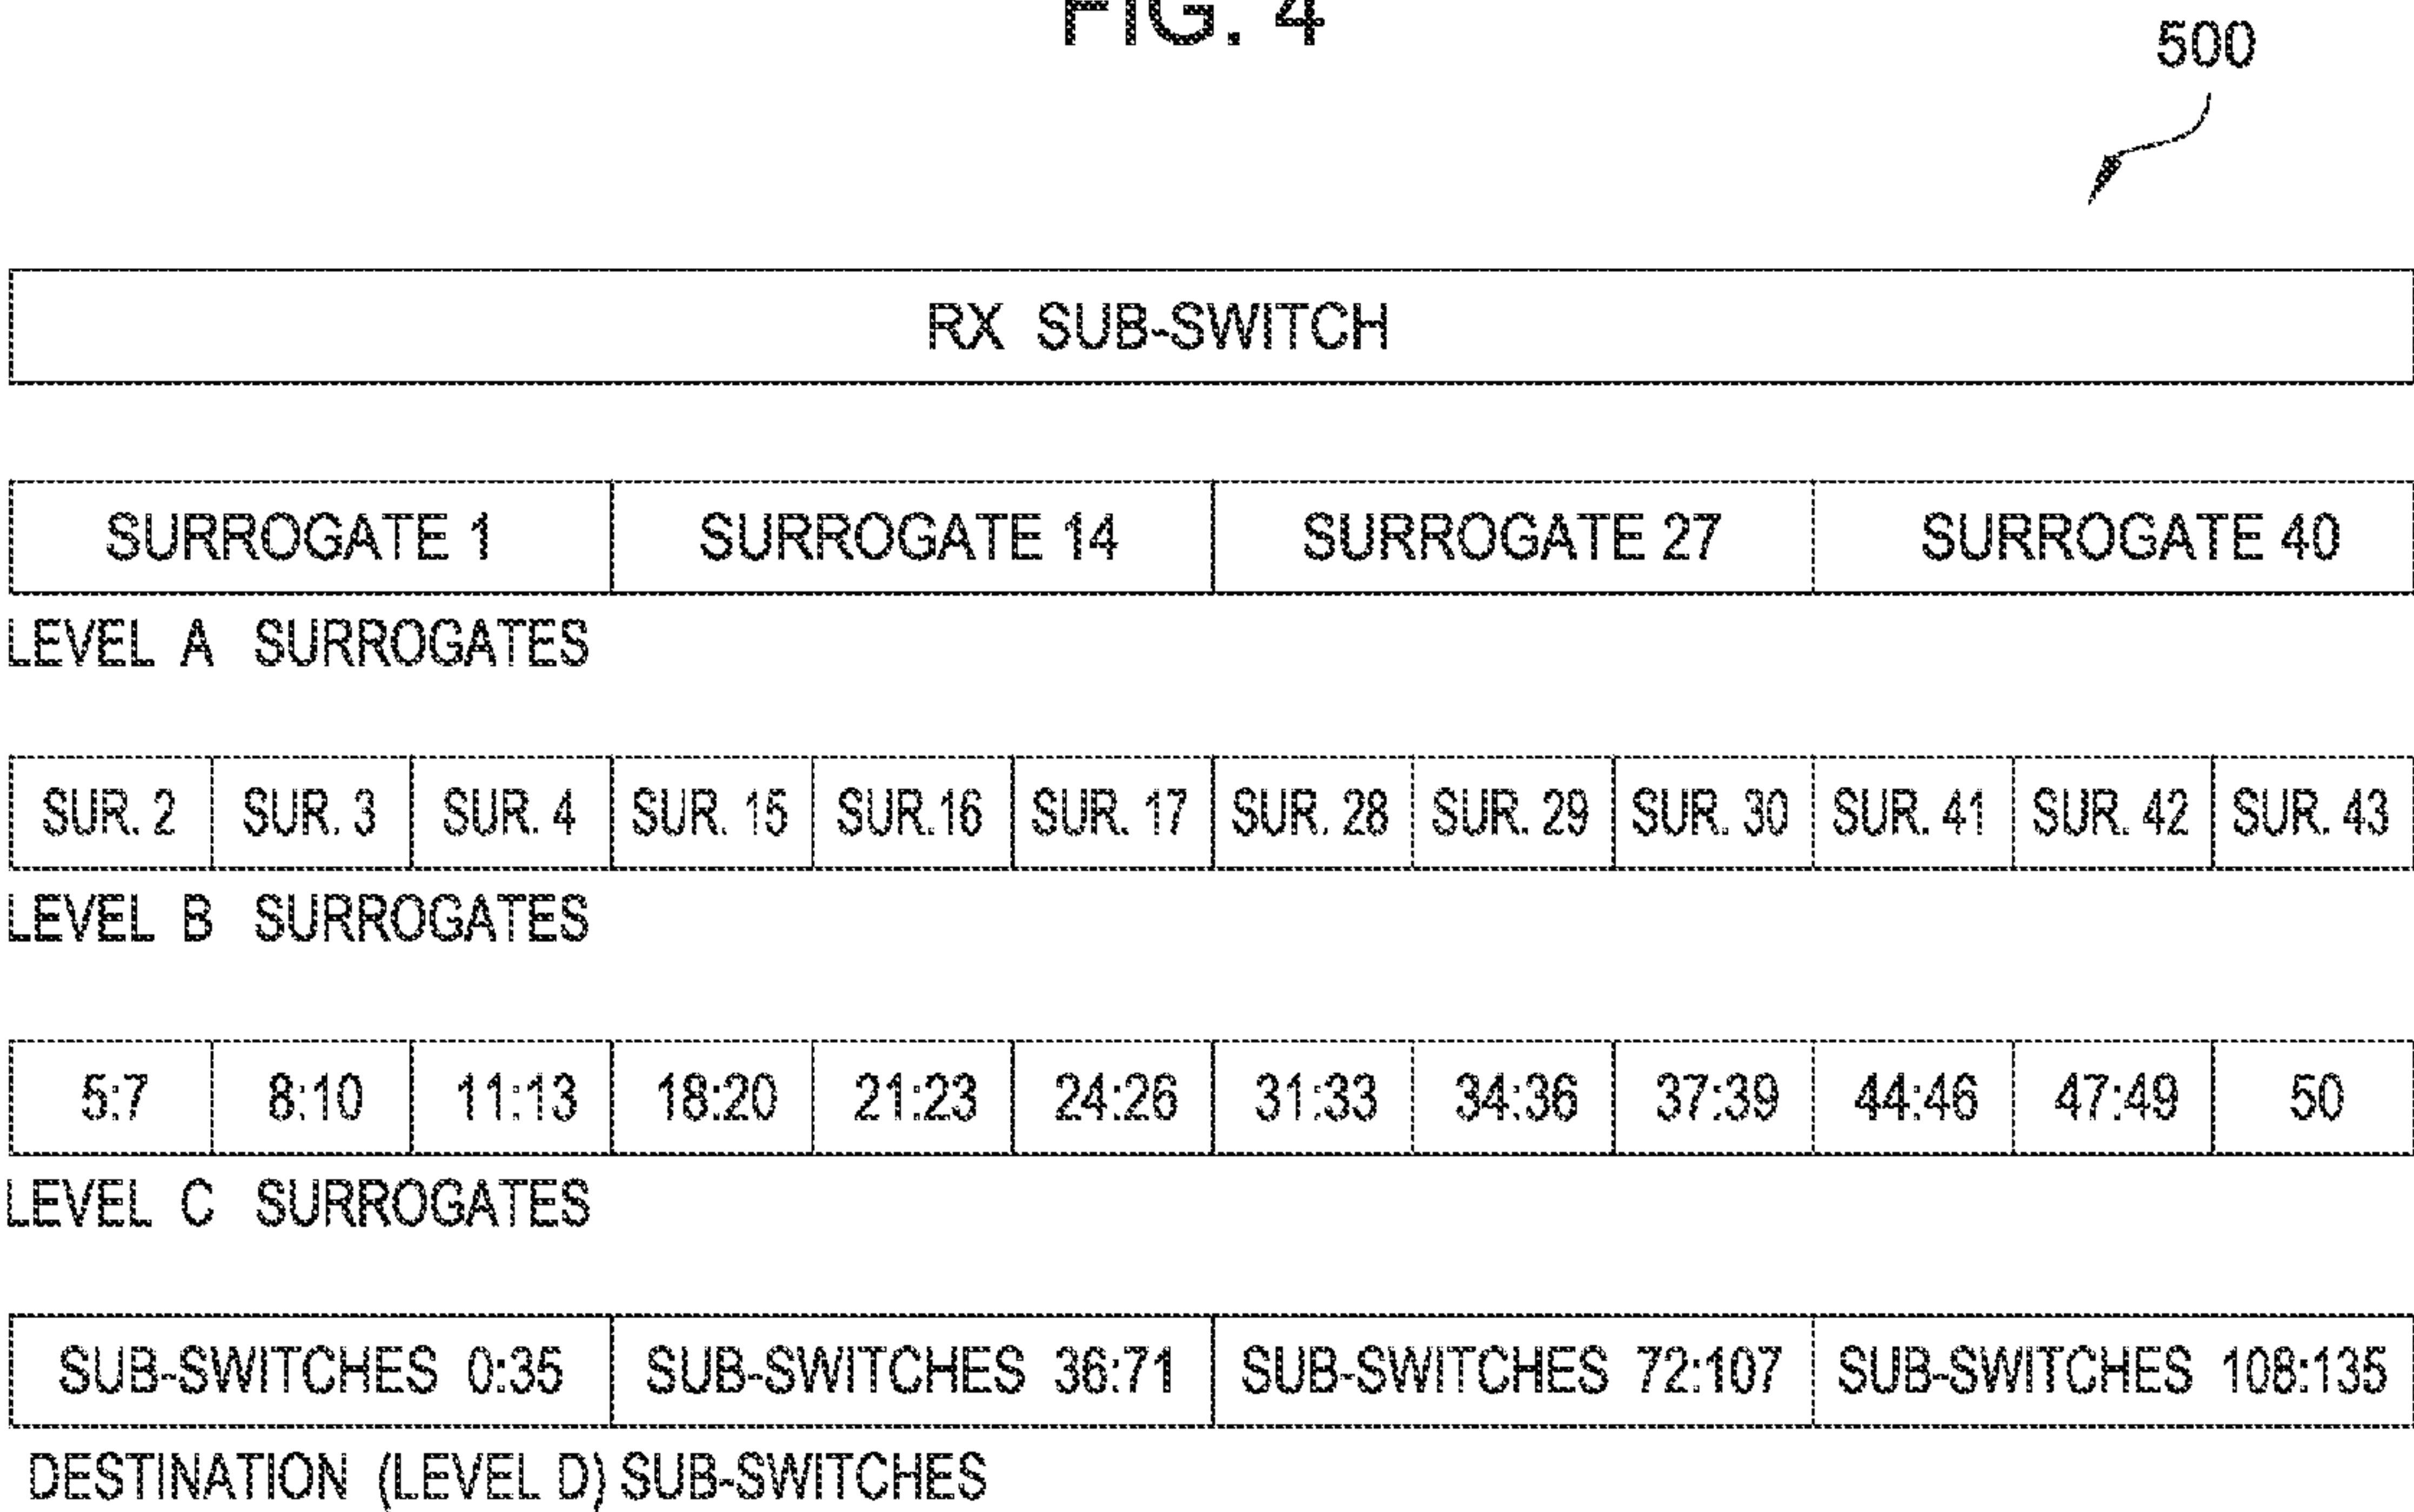 FIG. 4
500
RX SUB-SWITCH
SURROGATE 1 SURROGATE 14 SURROGATE 27 SURROGATE 40
LEVEL A SURROGATES
SUR. 2 SUR. 3 SUR. 4 SUR. 15 SUR.16 SUR. 17 SUR. 28 SUR. 29 SUR. 30 SUR. 41 SUR. 42 SUR. 43
LEVEL B SURROGATES
5:7 8:10 11:13 18:20 21:23 24:26 31:33 34:36 37:39 44:46 47:49 50
LEVEL C SURROGATES
SUB-SWITCHES 0:35 SUB-SWITCHES 36:71 SUB-SWITCHES 72:107 SUB-SWITCHES 108:135
DESTINATION (LEVEL D) SUB-SWITCHES